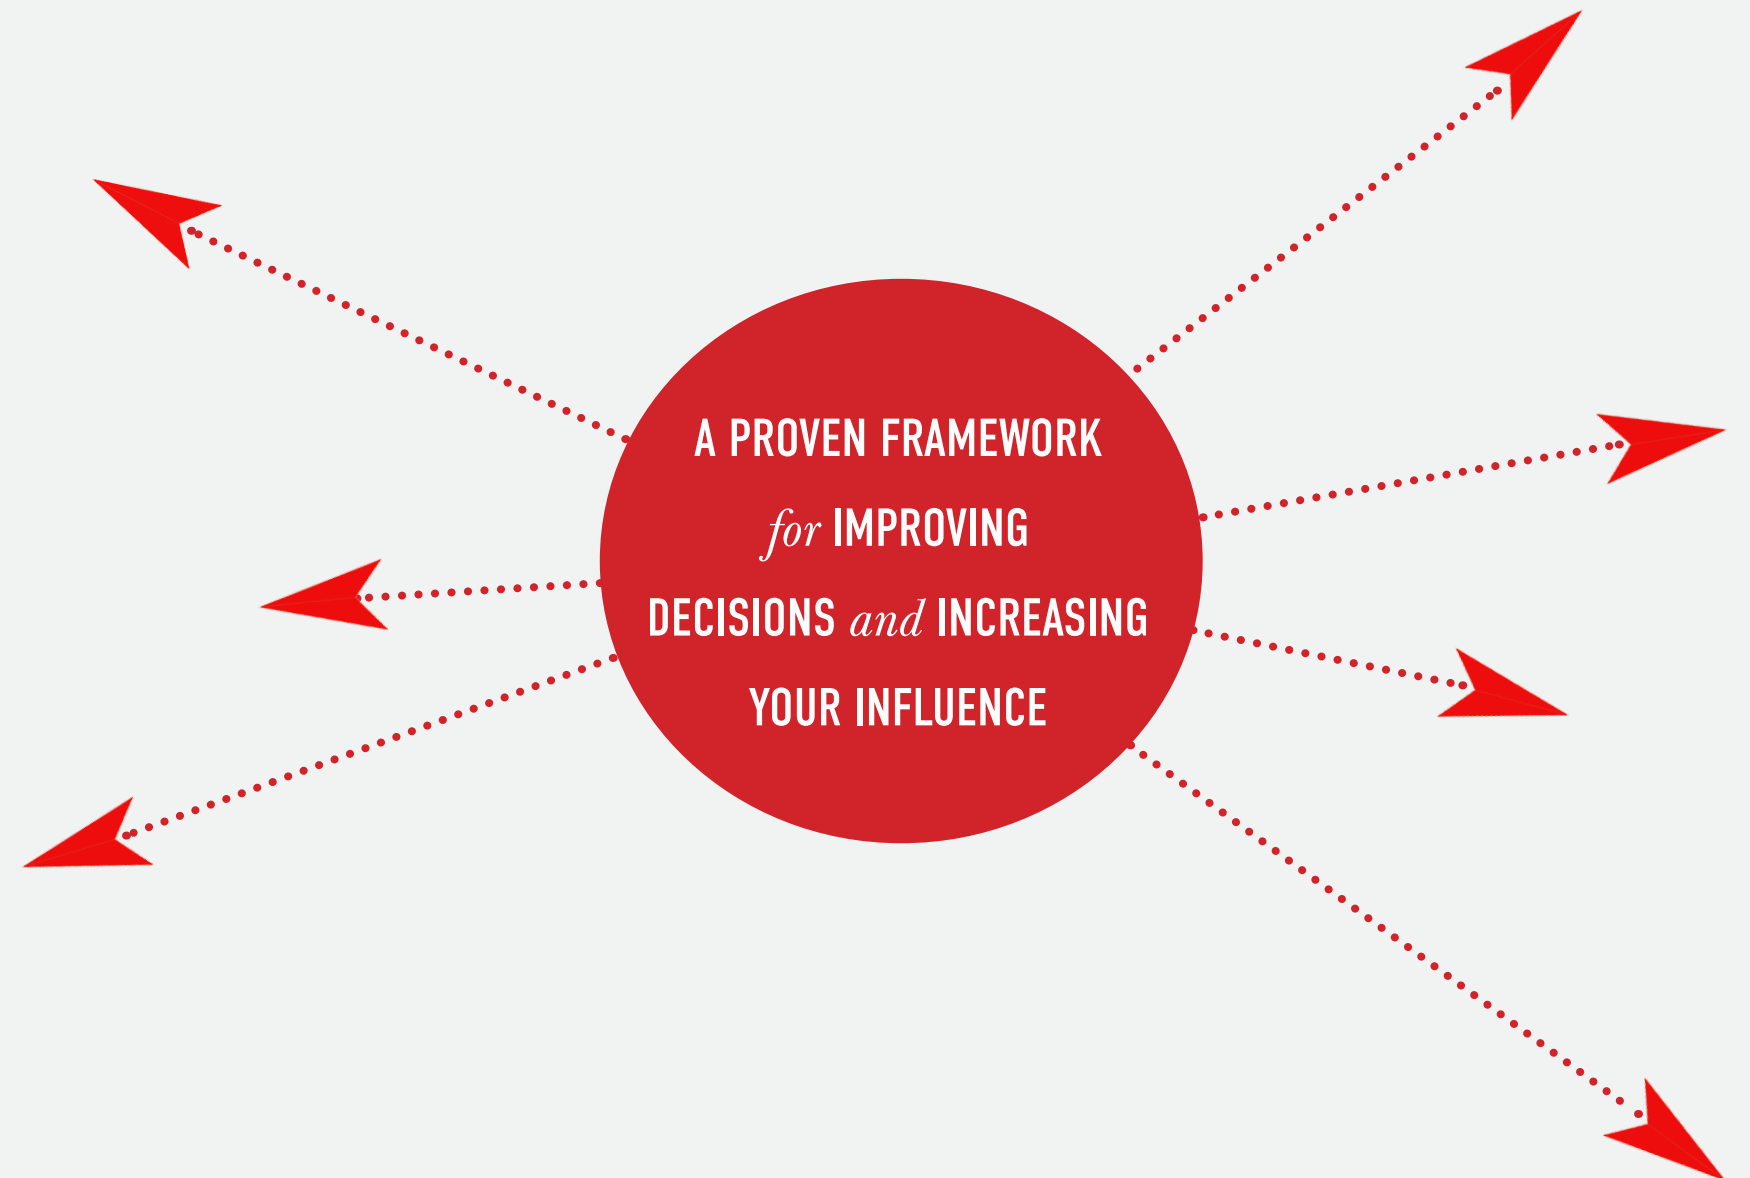 A PROVEN FRAMEWORK
for IMPROVING
DECISIONS and INCREASING
YOUR INFLUENCE